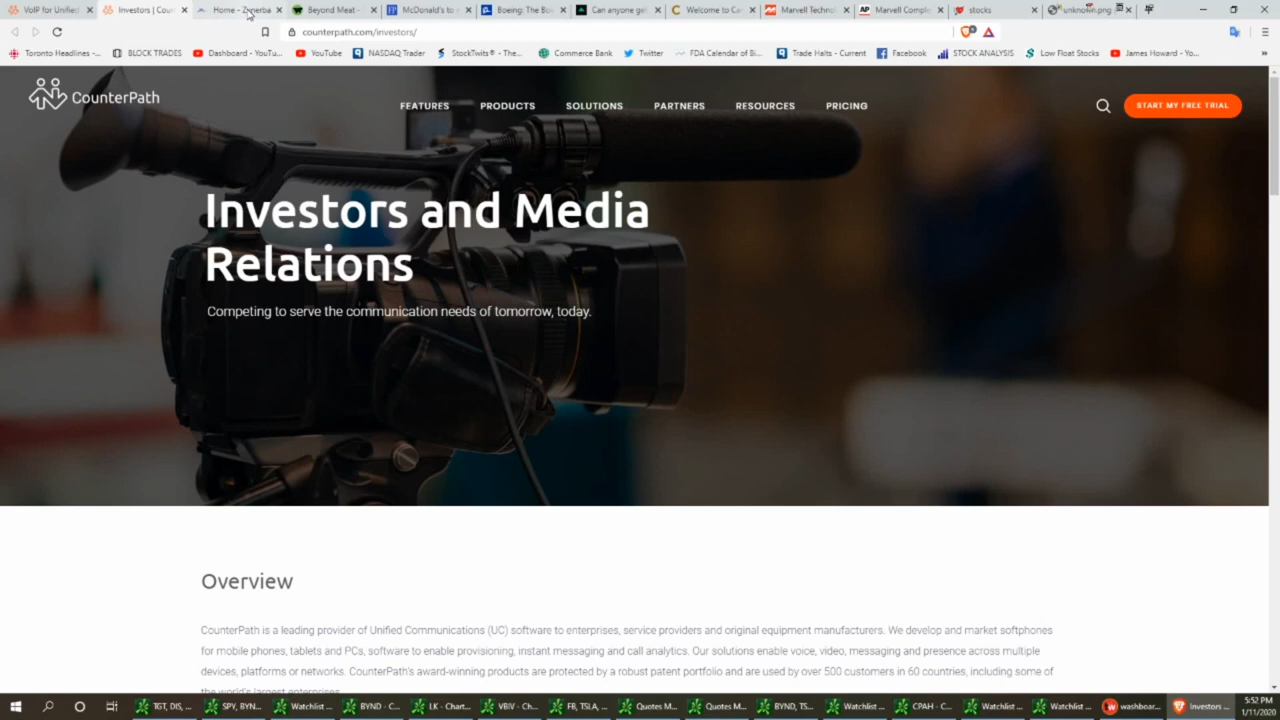 VoIP for Unified
Investors | Coun
Home - Zynerba
Beyond Meat -
McDonald's to
Boeing: The Bo
Can anyone get
Welcome to Ca
Marvell Technol
Marvell Comple
stocks
unknown.png
counterpath.com/investors/
Toronto Headlines -...
BLOCK TRADES
Dashboard - YouTu...
YouTube
NASDAQ Trader
StockTwits® - The...
Commerce Bank
Twitter
FDA Calendar of Bi...
Trade Halts - Current
Facebook
STOCK ANALYSIS
Low Float Stocks
James Howard - Yo...
CounterPath
FEATURES
PRODUCTS
SOLUTIONS
PARTNERS
RESOURCES
PRICING
START MY FREE TRIAL
Investors and Media
Relations
Competing to serve the communication needs of tomorrow, today.
Overview
CounterPath is a leading provider of Unified Communications (UC) software to enterprises, service providers and original equipment manufacturers. We develop and market softphones
for mobile phones, tablets and PCs, software to enable provisioning, instant messaging and call analytics. Our solutions enable voice, video, messaging and presence across multiple
devices, platforms or networks. CounterPath's award-winning products are protected by a robust patent portfolio and are used by over 500 customers in 60 countries, including some of
the world's largest enterprises.
TGT, DIS, ...
SPY, BYN...
Watchlist ...
BYND - C...
LK - Chart...
VBIV - Ch...
FB, TSLA, ...
Quotes M...
Quotes M...
BYND, TS...
Watchlist ...
CPAH - C...
Watchlist ...
Watchlist ...
washboar...
Investors ...
5:52 PM
1/11/2020